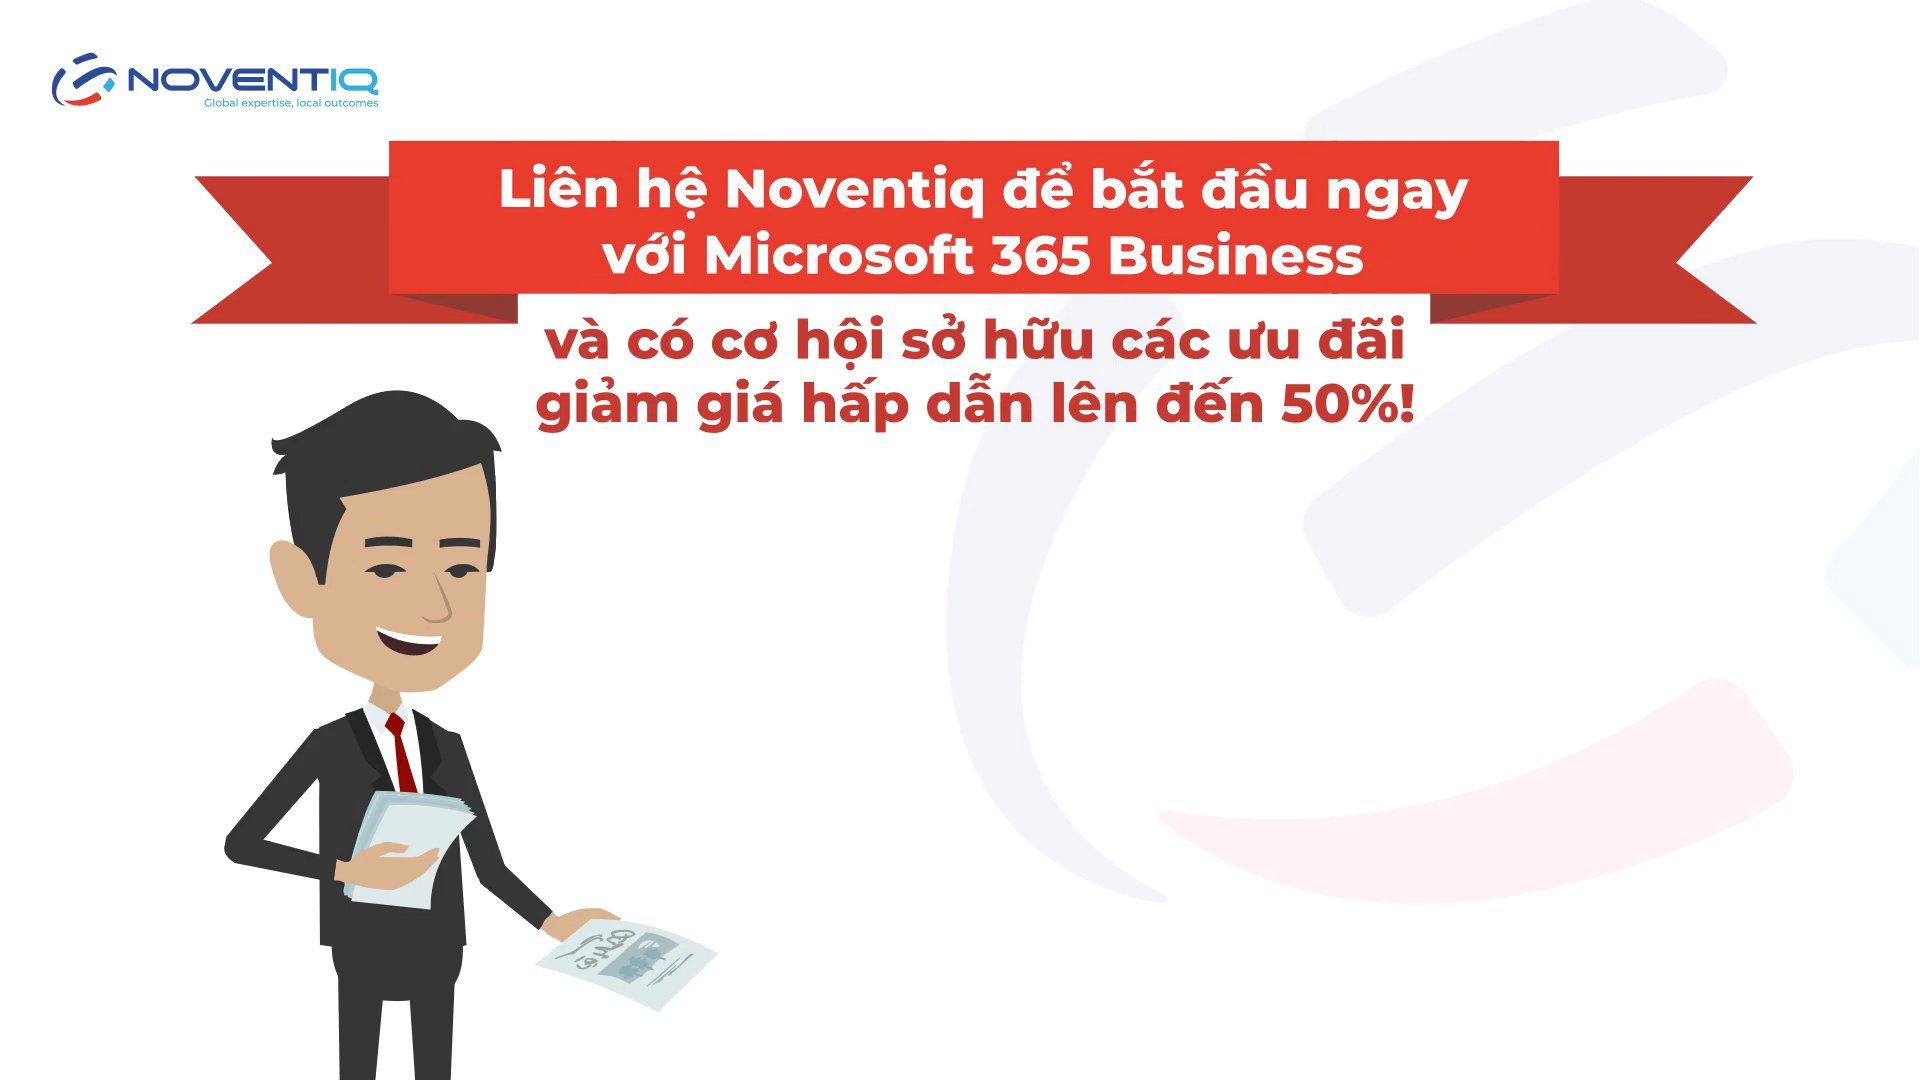 NOVENTIQ
Global expertise, local outcomes
Liên hệ Noventiq để bắt đầu ngay
với Microsoft 365 Business
và có cơ hội sở hữu các ưu đãi
giảm giá hấp dẫn lên đến 50%!